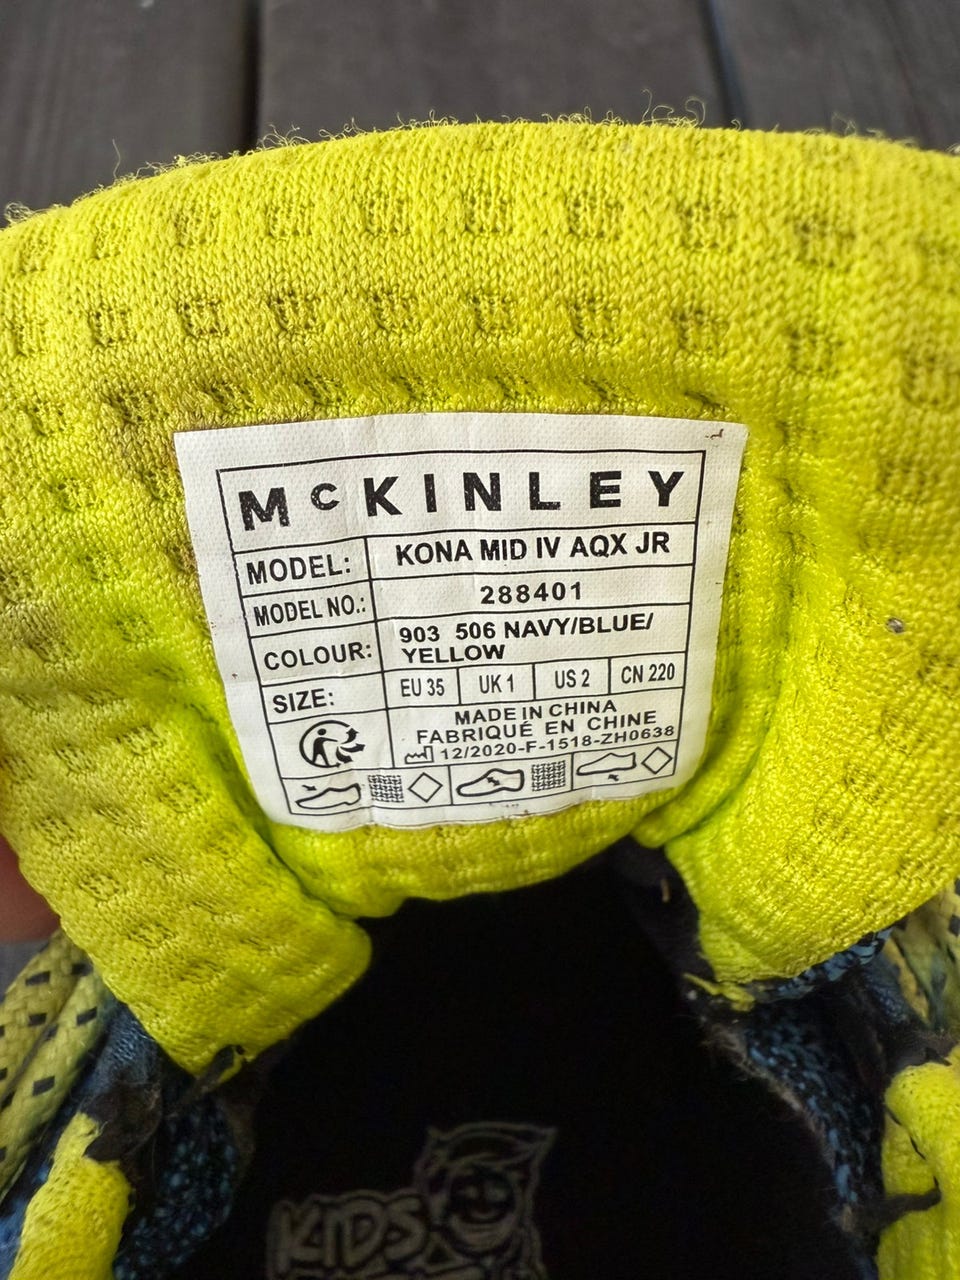 McKINLEY
MODEL: KONA MID IV AQX JR
MODEL NO.: 288401
COLOUR: 903 506 NAVY/BLUE/
YELLOW
SIZE: EU 35 UK 1 US 2 CN 220
MADE IN CHINA
FABRIQUÉ EN CHINE
12/2020-F-1518-ZH0638
KIDS